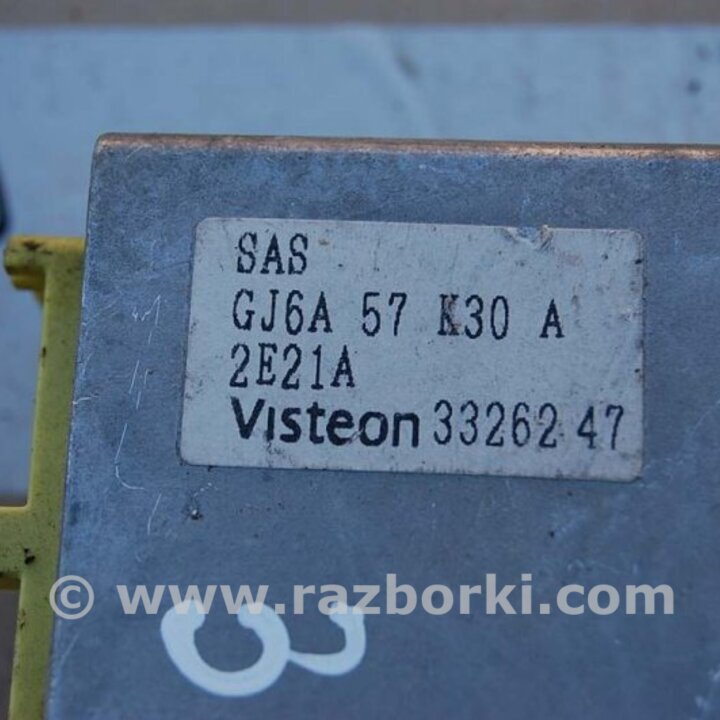 SAS
GJ6A 57 K30 A
2E21A
Visteon 33262 47
© www.razborki.com